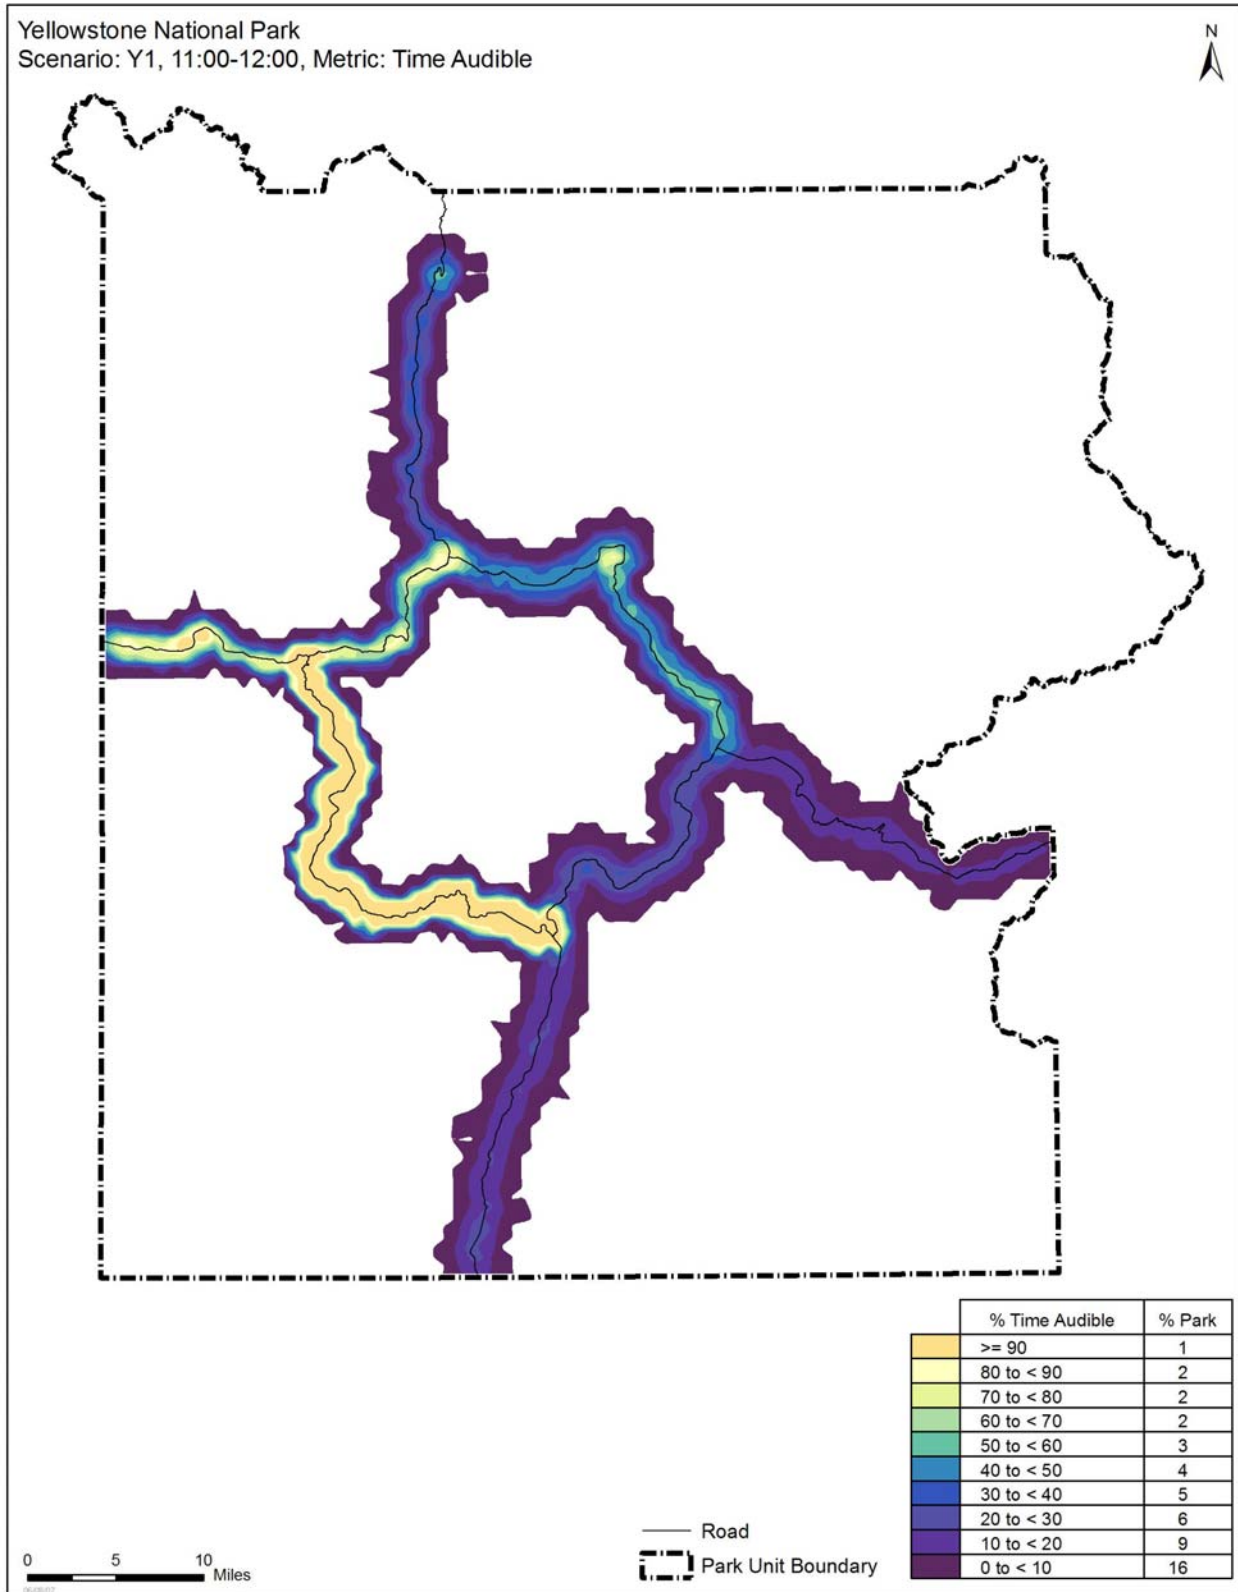 Yellowstone National Park
Scenario: Y1, 11:00-12:00, Metric: Time Audible
N
% Time Audible % Park
>= 90 1
80 to < 90 2
70 to < 80 2
60 to < 70 2
50 to < 60 3
40 to < 50 4
30 to < 40 5
20 to < 30 6
10 to < 20 9
0 to < 10 16
Road
Park Unit Boundary
0 5 10
Miles